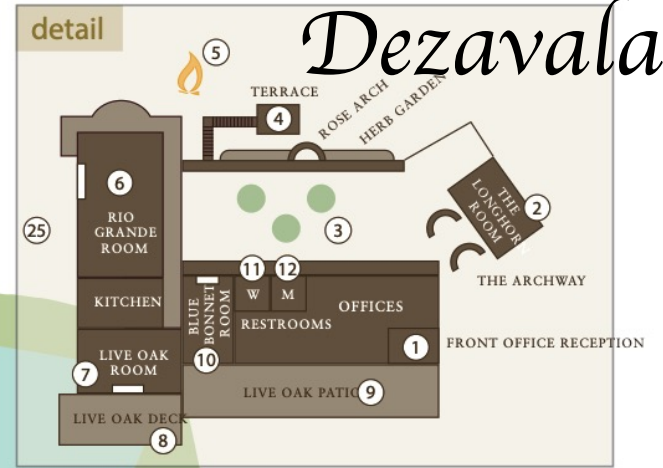 detail
Dezavala
5
TERRACE
4
ROSE ARCH
HERB GARDEN
6
RIO
GRANDE
ROOM
25
3
THE
LONGHOR
ROOM
2
THE ARCHWAY
11
12
W
M
KITCHEN
BLUE
BONNET
ROOM
10
RESTROOMS
OFFICES
1
FRONT OFFICE RECEPTION
LIVE OAK
ROOM
7
LIVE OAK PATIO
9
LIVE OAK DECK
8